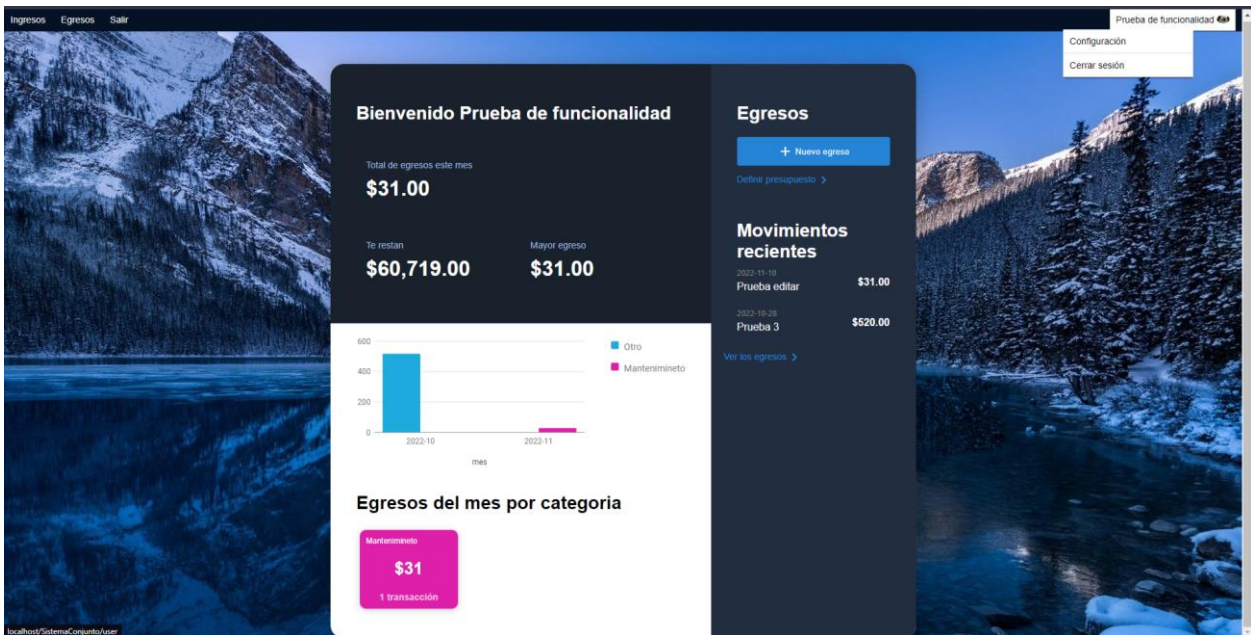 Ingresos Egresos Salir
Prueba de funcionalidad
Configuración
Cerrar sesión
Bienvenido Prueba de funcionalidad
Total de egresos este mes
$31.00
Te restan Mayor egreso
$60,719.00 $31.00
600
400
200
0
2022-10 2022-11
mes
Otro
Mantenimineto
Egresos del mes por categoria
Mantenimineto
$31
1 transacción
Egresos
+ Nuevo egreso
Definir presupuesto >
Movimientos
recientes
2022-11-10
Prueba editar $31.00
2022-10-28
Prueba 3 $520.00
Ver los egresos >
localhost/SistemaConjunto/user